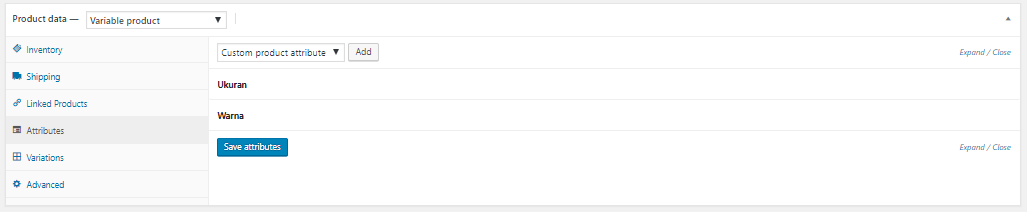 Product data — Variable product
Inventory
Shipping
Linked Products
Attributes
Variations
Advanced
Custom product attribute Add Expand / Close
Ukuran
Warna
Save attributes Expand / Close